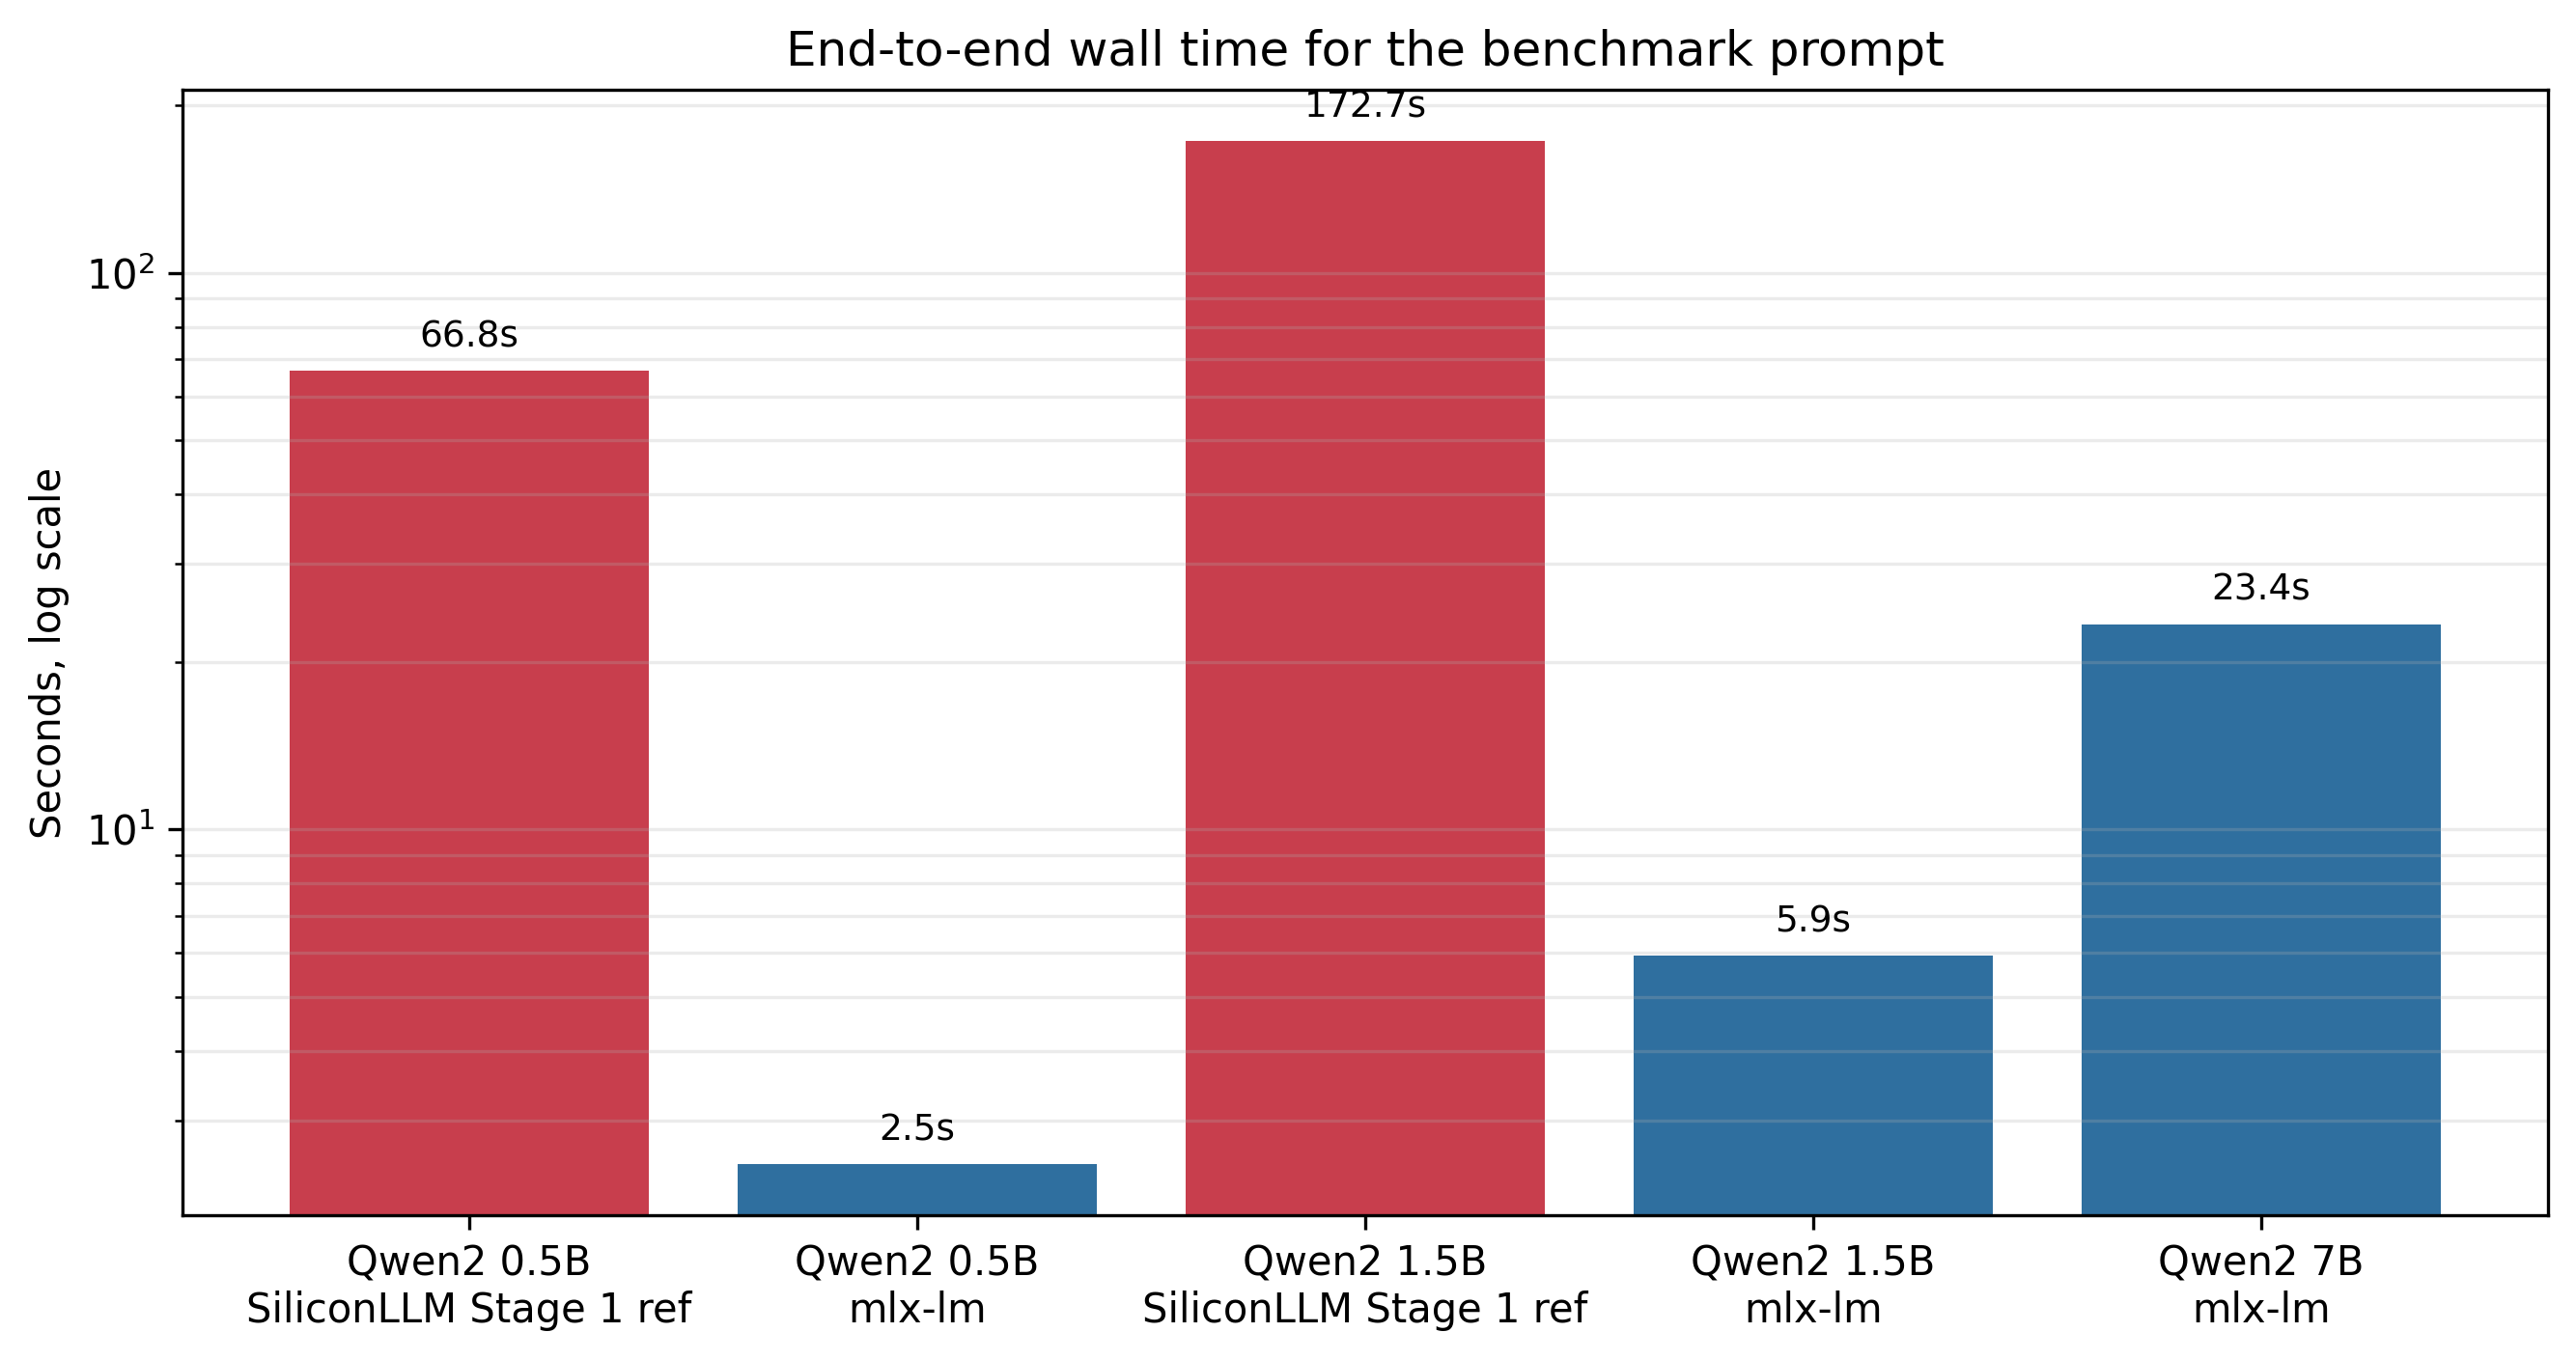 End-to-end wall time for the benchmark prompt
172.7s
10²
66.8s
Seconds, log scale
23.4s
10¹
5.9s
2.5s
Qwen2 0.5B
SiliconLLM Stage 1 ref
Qwen2 0.5B
mlx-lm
Qwen2 1.5B
SiliconLLM Stage 1 ref
Qwen2 1.5B
mlx-lm
Qwen2 7B
mlx-lm